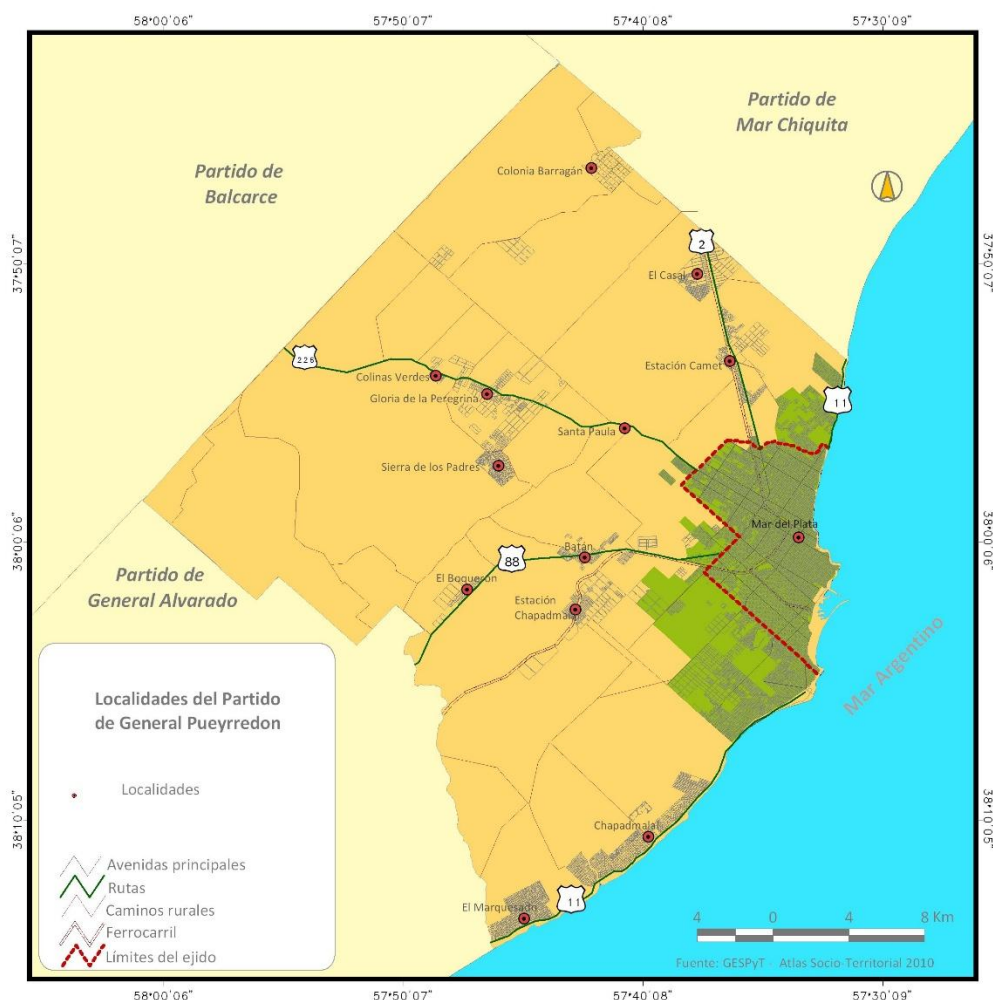 58°00'06"
57°50'07"
57°40'08"
57°30'09"
Partido de
Mar Chiquita
Partido de
Balcarce
Colonia Barragán
37°50'07"
37°50'07"
2
El Casal
226
Estación Camet
Colinas Verdes
Gloria de la Peregrina
11
Santa Paula
Sierra de los Padres
Mar del Plata
38°00'06"
38°00'06"
Batán
88
El Boquerón
Partido de
General Alvarado
Estación
Chapadmalal
Mar Argentino
Localidades del Partido
de General Pueyrredon
Localidades
Avenidas principales
Rutas
Caminos rurales
Ferrocarril
Límites del ejido
38°10'05"
38°10'05"
Chapadmalal
11
El Marquesado
4 0 4 8 Km
Fuente: GESPyT - Atlas Socio-Territorial 2010
58°00'06"
57°50'07"
57°40'08"
57°30'09"